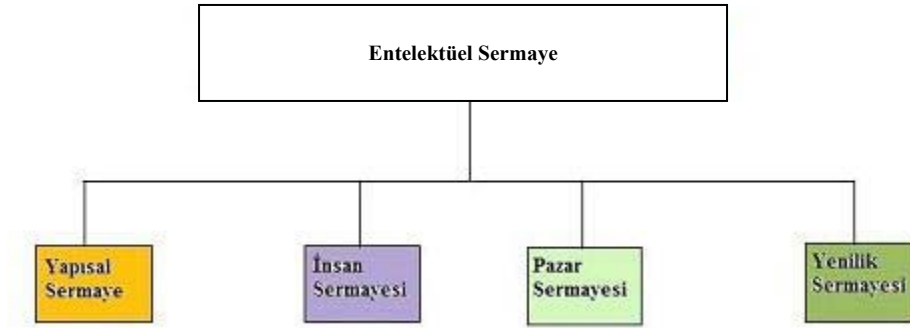 Entelektüel Sermaye
Yapısal
Sermaye
İnsan
Sermayesi
Pazar
Sermayesi
Yenilik
Sermayesi